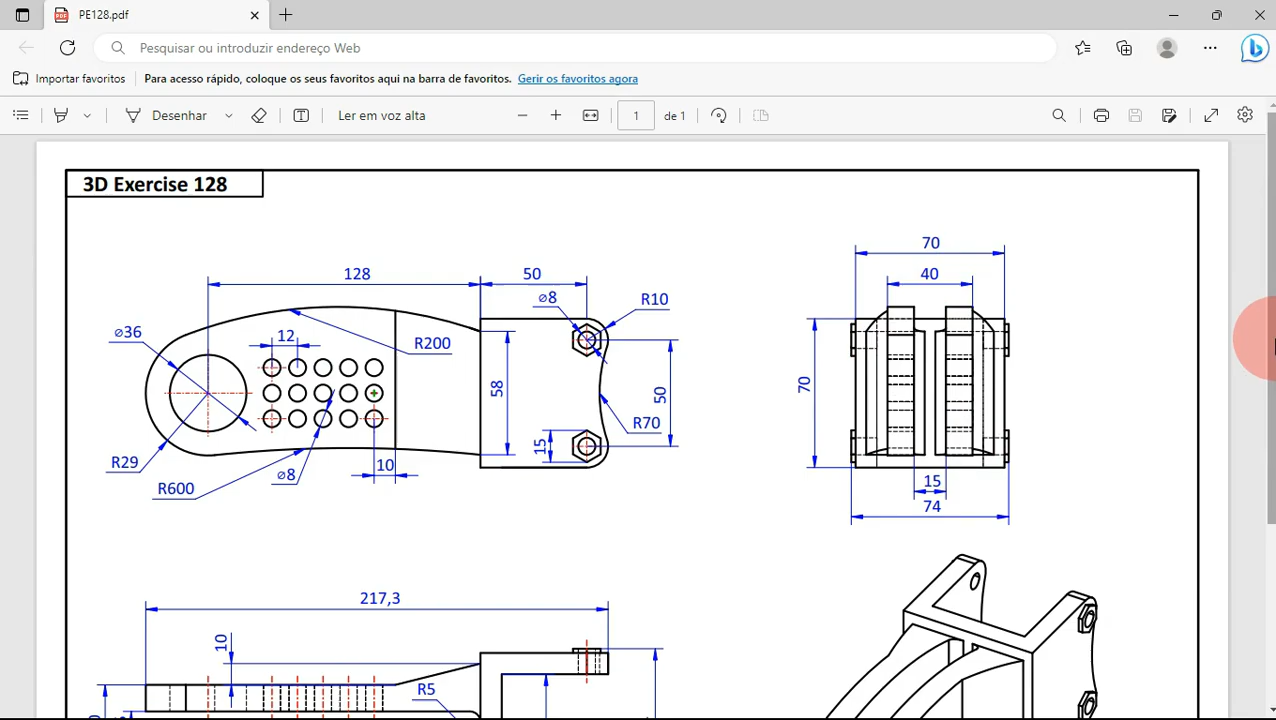 PE128.pdf
Pesquisar ou introduzir endereço Web
Importar favoritos
Para acesso rápido, coloque os seus favoritos aqui na barra de favoritos. Gerir os favoritos agora
Desenhar
Ler em voz alta
1 de 1
3D Exercise 128
128
50
⌀8
R10
⌀36
12
R200
58
50
R70
15
R29
R600
⌀8
10
70
40
70
15
74
217,3
10
R5